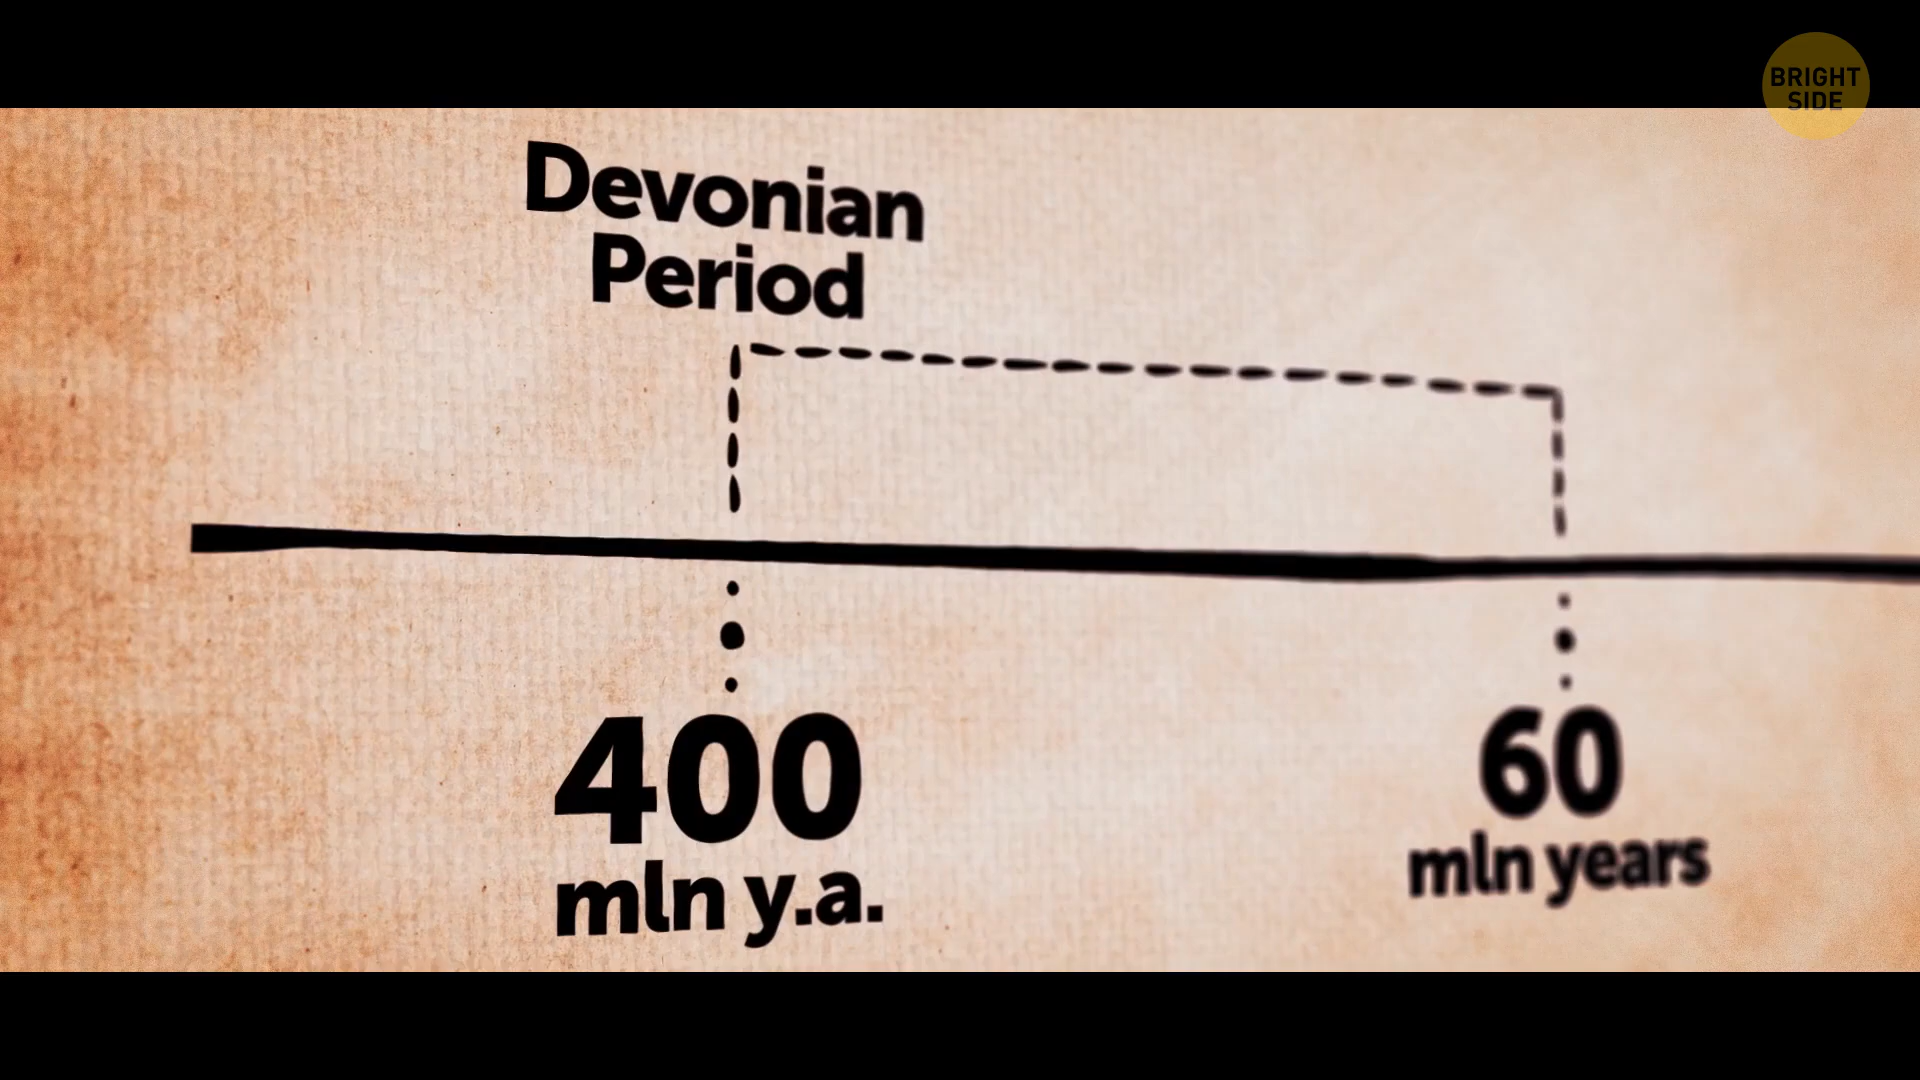 BRIGHT
SIDE
Devonian
Period
400
mln y.a.
60
mln years